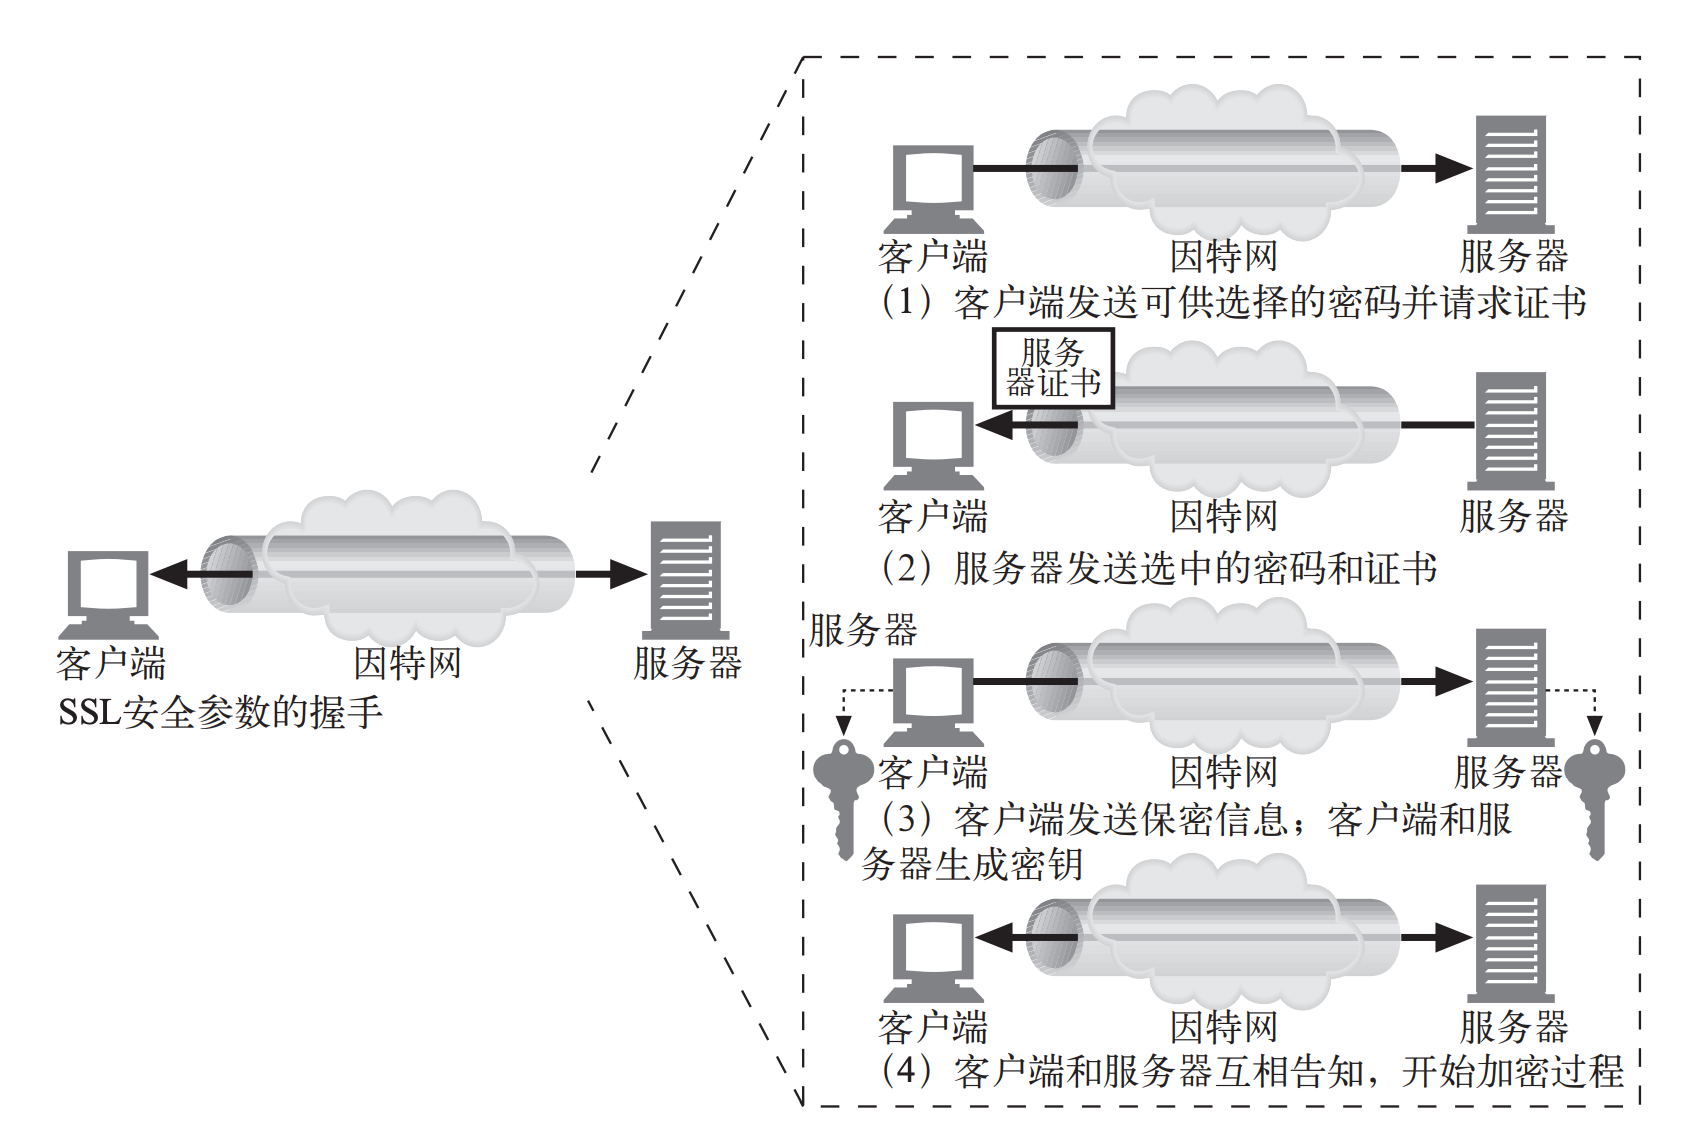 客户端
因特网
服务器
SSL安全参数的握手
客户端
因特网
服务器
（1）客户端发送可供选择的密码并请求证书
服务
器证书
客户端
因特网
服务器
（2）服务器发送选中的密码和证书
服务器
客户端
因特网
服务器
（3）客户端发送保密信息；客户端和服
务器生成密钥
客户端
因特网
服务器
（4）客户端和服务器互相告知，开始加密过程